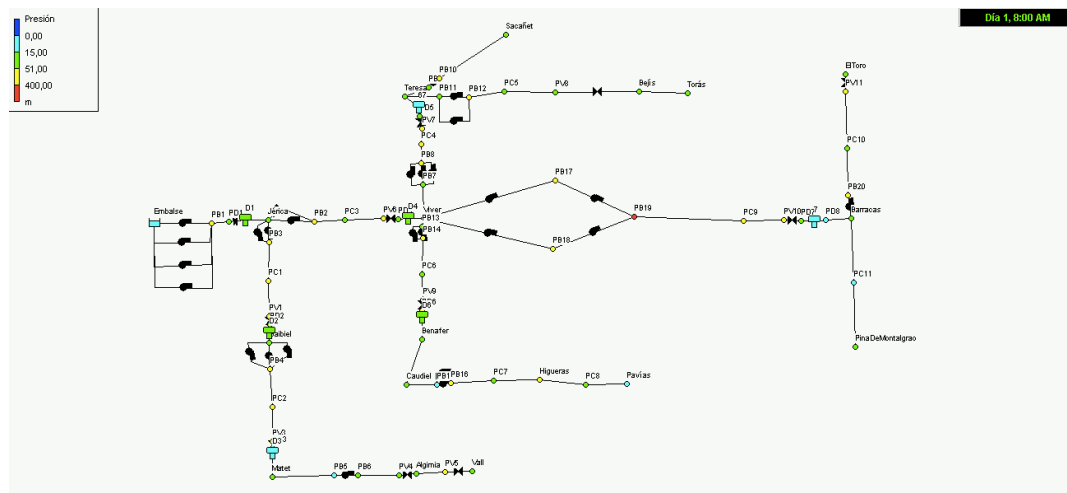 Presión
0,00
15,00
51,00
400,00
m
Día 1, 8:00 AM
Sacañet
PB10
Teresa
PB11
PB12
PC5
PV8
Bejís
Torás
D5
PV7
PC4
PB8
PB7
ElToro
PV11
PC10
PB20
Embalse
PB1
PD1
D1
Jérica
PB2
PC3
PV6
D4
Viver
PB13
PB14
PB17
PB18
PB19
PC9
PV10
PD7
PD8
Barracas
PB3
PC1
PC6
PV9
D6
Benafer
PC11
PinaDeMontalgrao
PV1
D2
PB4
PC2
Caudiel
PB16
PC7
Higueras
PC8
Pavías
D3
Matet
PB5
PB6
PV4
Algimia
PV5
Vall